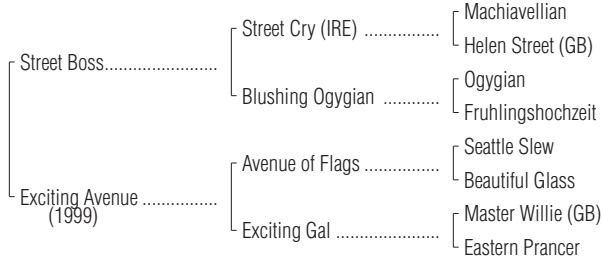 Machiavellian
Street Cry (IRE) ................
Helen Street (GB)
Street Boss........................
Ogygian
Blushing Ogygian ............
Fruhlingshochzeit
Seattle Slew
Avenue of Flags ................
Beautiful Glass
Exciting Avenue ................
(1999)
Master Willie (GB)
Exciting Gal ......................
Eastern Prancer